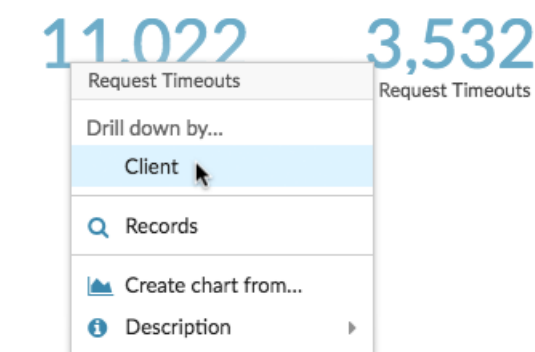 11,022
3,532
Request Timeouts
Request Timeouts
Drill down by...
Client
Records
Create chart from...
Description